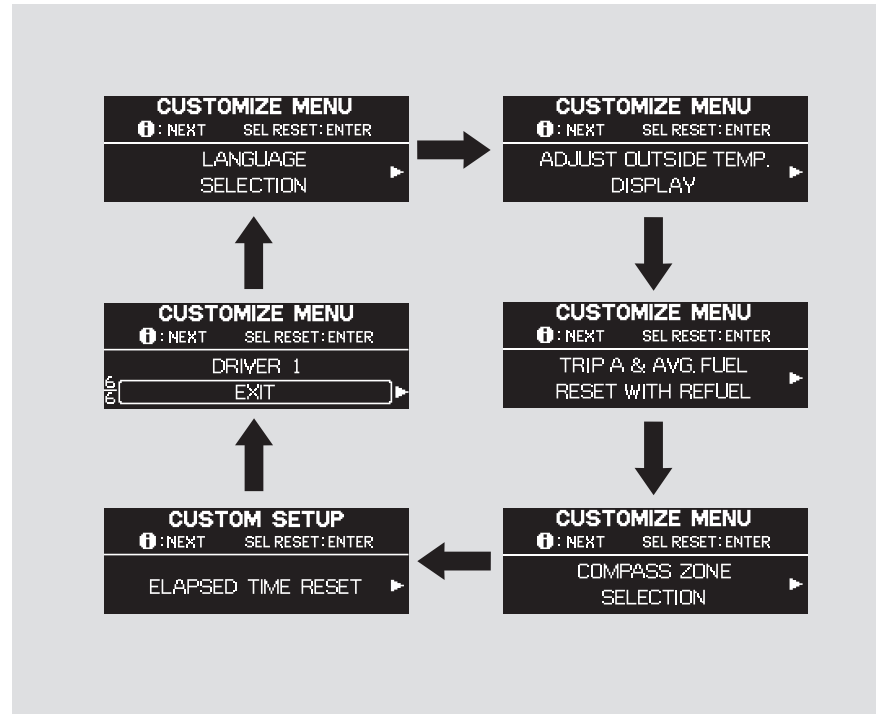 CUSTOMIZE MENU
i : NEXT SEL RESET: ENTER
LANGUAGE
SELECTION
CUSTOMIZE MENU
i : NEXT SEL RESET: ENTER
ADJUST OUTSIDE TEMP.
DISPLAY
CUSTOMIZE MENU
i : NEXT SEL RESET: ENTER
DRIVER 1
6/6 EXIT
CUSTOMIZE MENU
i : NEXT SEL RESET: ENTER
TRIP A & AVG. FUEL
RESET WITH REFUEL
CUSTOM SETUP
i : NEXT SEL RESET: ENTER
ELAPSED TIME RESET
CUSTOMIZE MENU
i : NEXT SEL RESET: ENTER
COMPASS ZONE
SELECTION